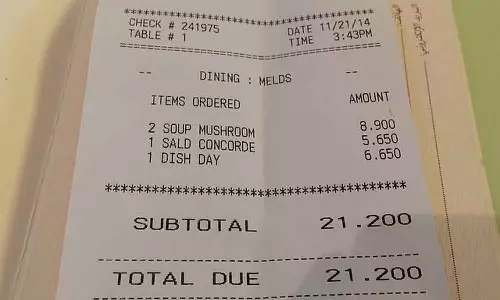 ****************************************
CHECK # 241975 DATE 11/21/14
TABLE # 1 TIME 3:43PM
========================================
-- DINING : MELDS --
ITEMS ORDERED AMOUNT
2 SOUP MUSHROOM 8.900
1 SALD CONCORDE 5.650
1 DISH DAY 6.650
****************************************
SUBTOTAL 21.200
----------------------------------------
TOTAL DUE 21.200
----------------------------------------